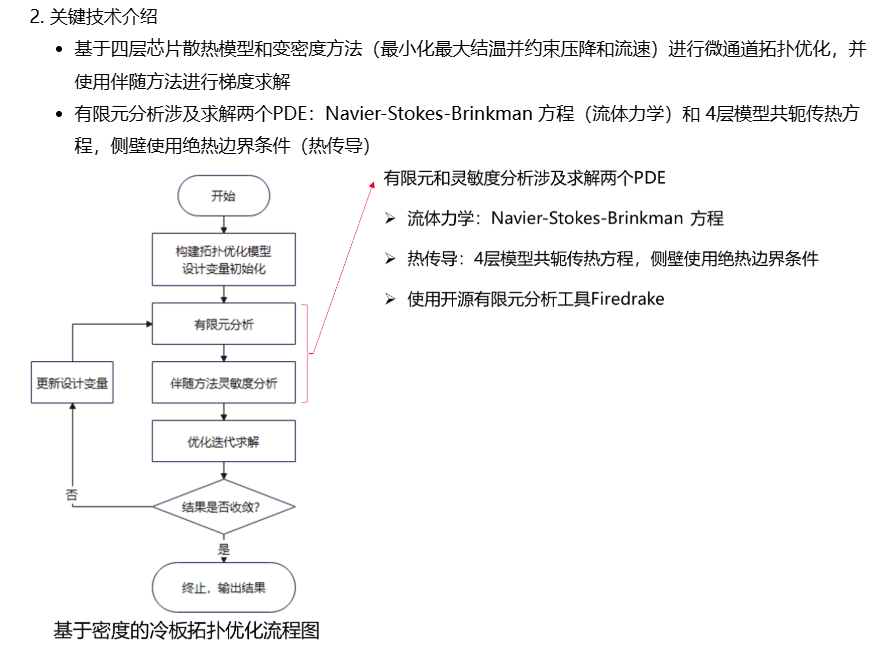 2. 关键技术介绍
• 基于四层芯片散热模型和变密度方法（最小化最大结温并约束压降和流速）进行微通道拓扑优化，并
使用伴随方法进行梯度求解
• 有限元分析涉及求解两个PDE：Navier-Stokes-Brinkman 方程（流体力学）和 4层模型共轭传热方
程，侧壁使用绝热边界条件（热传导）
有限元和灵敏度分析涉及求解两个PDE
➢ 流体力学：Navier-Stokes-Brinkman 方程
➢ 热传导：4层模型共轭传热方程，侧壁使用绝热边界条件
➢ 使用开源有限元分析工具Firedrake
开始
构建拓扑优化模型
设计变量初始化
有限元分析
更新设计变量
伴随方法灵敏度分析
优化迭代求解
否
结果是否收敛？
是
终止，输出结果
基于密度的冷板拓扑优化流程图